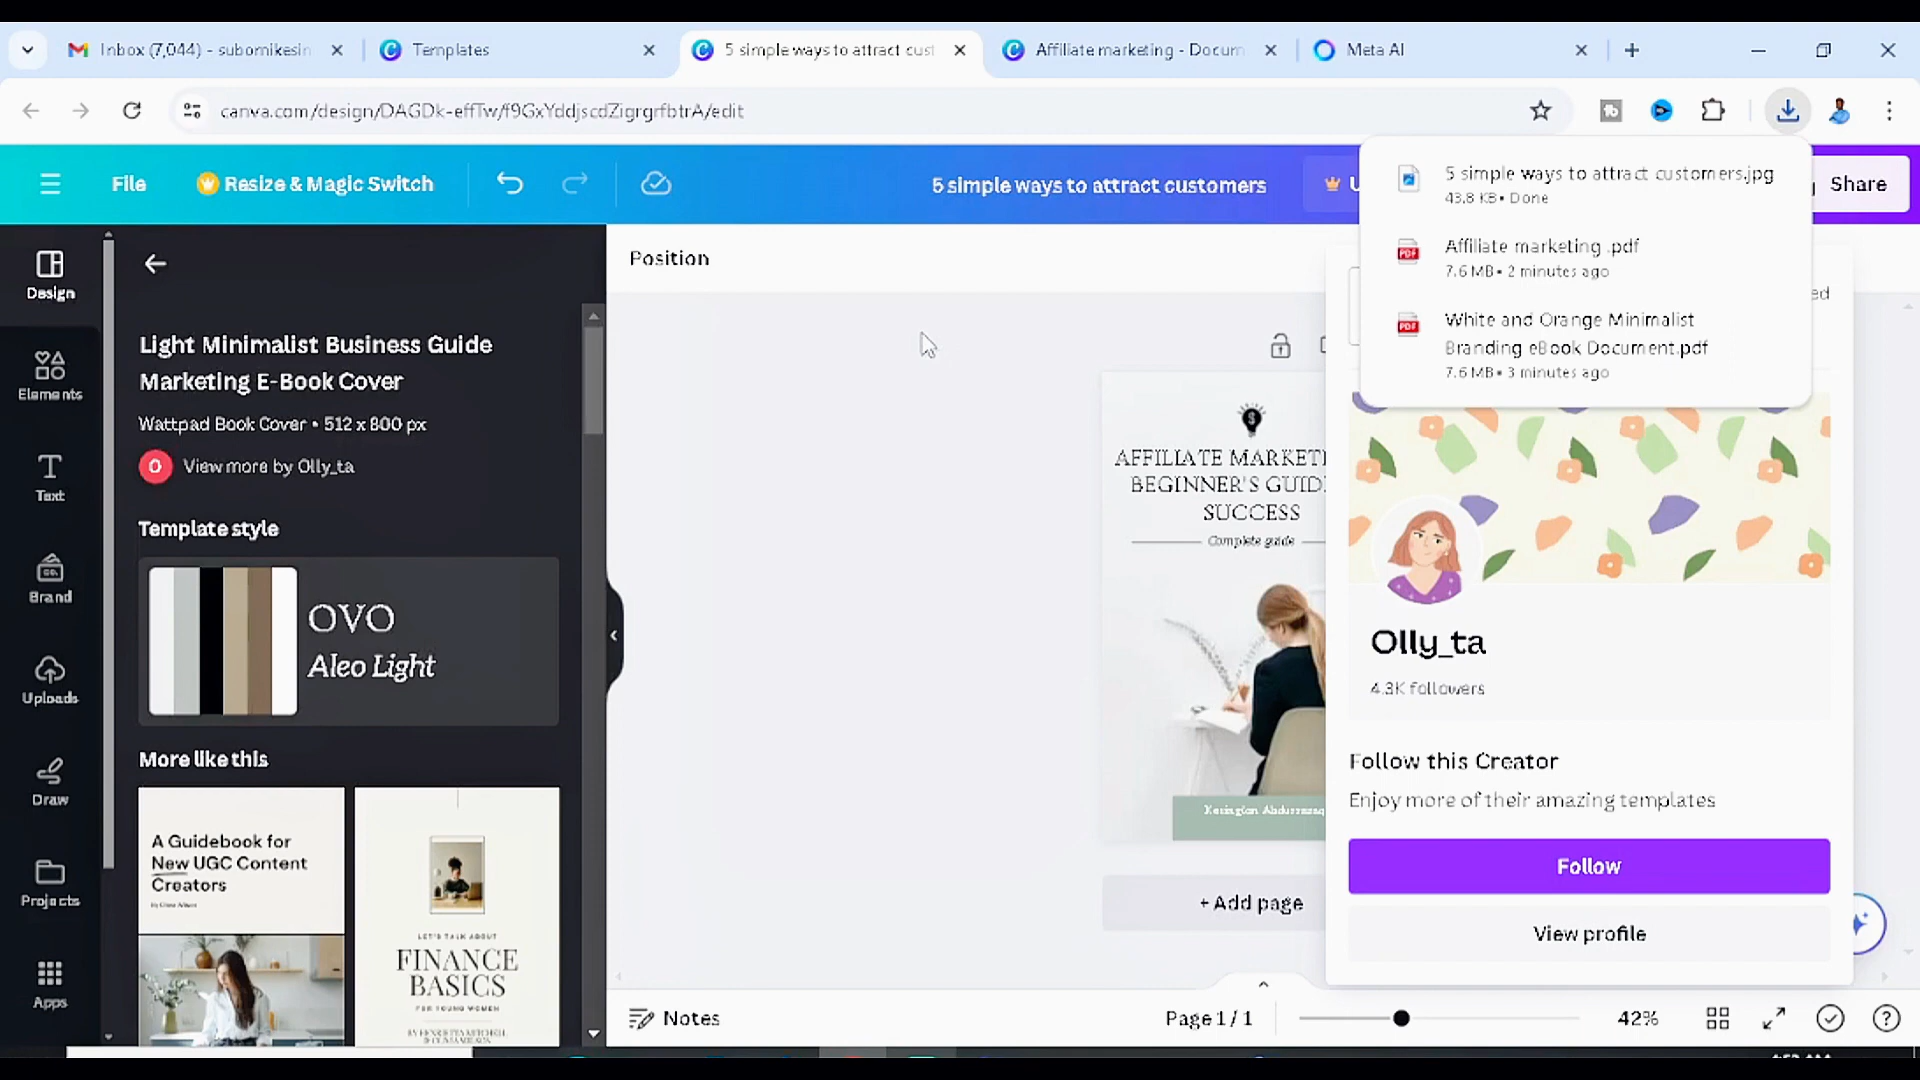 Inbox (7,044) - subomikesin
Templates
5 simple ways to attract cust
Affiliate marketing - Docum
Meta AI
canva.com/design/DAGDk-effTw/f9GxYddjscdZigrgrfbtrA/edit
File
Resize & Magic Switch
5 simple ways to attract customers
U
Share
5 simple ways to attract customers.jpg
43.8 KB • Done
Affiliate marketing .pdf
7.6 MB • 2 minutes ago
White and Orange Minimalist
Branding eBook Document.pdf
7.6 MB • 3 minutes ago
Design
Elements
Text
Brand
Uploads
Draw
Projects
Apps
Light Minimalist Business Guide
Marketing E-Book Cover
Wattpad Book Cover • 512 x 800 px
O
View more by Olly_ta
Template style
OVO
Aleo Light
More like this
A Guidebook for
New UGC Content
Creators
LET'S TALK ABOUT
FINANCE
BASICS
FOR YOUNG WOMEN
Position
ed
AFFILIATE MARKETI
BEGINNER'S GUID
SUCCESS
Complete guide
+ Add page
Olly_ta
4.3K followers
Follow this Creator
Enjoy more of their amazing templates
Follow
View profile
Notes
Page 1 / 1
42%